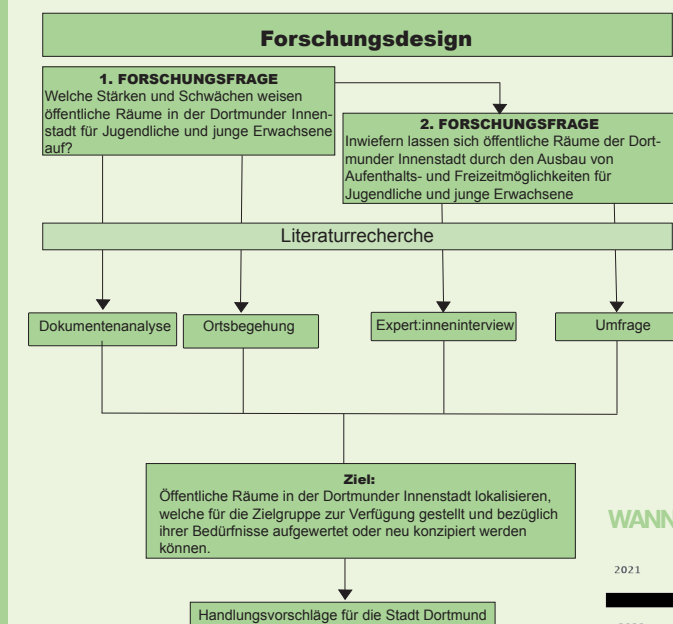 Forschungsdesign
1. FORSCHUNGSFRAGE
Welche Stärken und Schwächen weisen
öffentliche Räume in der Dortmunder Innen-
stadt für Jugendliche und junge Erwachsene
auf?
2. FORSCHUNGSFRAGE
Inwiefern lassen sich öffentliche Räume der Dort-
munder Innenstadt durch den Ausbau von
Aufenthalts- und Freizeitmöglichkeiten für
Jugendliche und junge Erwachsene
Literaturrecherche
Dokumentenanalyse
Ortsbegehung
Expert:inneninterview
Umfrage
Ziel:
Öffentliche Räume in der Dortmunder Innenstadt lokalisieren,
welche für die Zielgruppe zur Verfügung gestellt und bezüglich
ihrer Bedürfnisse aufgewertet oder neu konzipiert werden
können.
WANN
2021
Handlungsvorschläge für die Stadt Dortmund